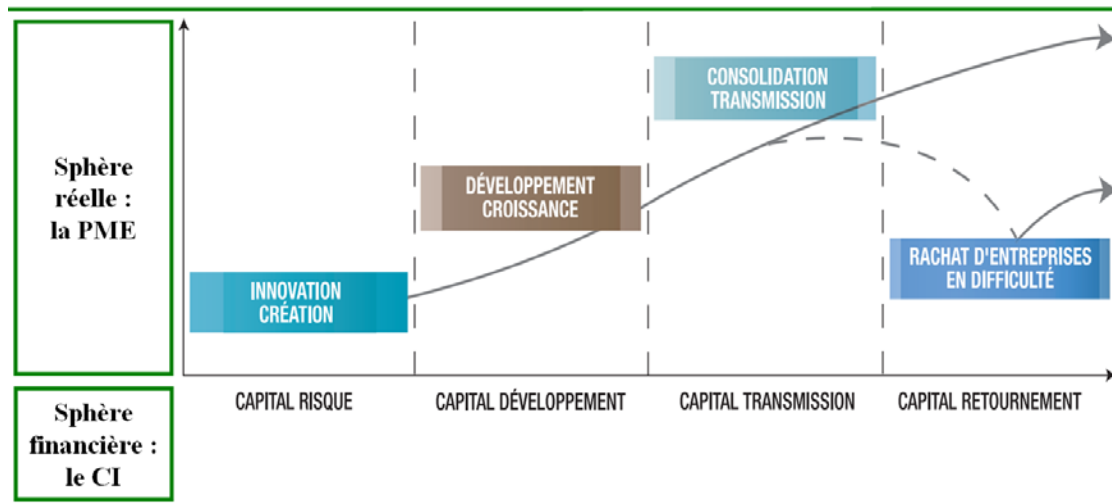 Sphère
réelle :
la PME
CONSOLIDATION
TRANSMISSION
DÉVELOPPEMENT
CROISSANCE
INNOVATION
CRÉATION
RACHAT D'ENTREPRISES
EN DIFFICULTÉ
Sphère
financière :
le CI
CAPITAL RISQUE
CAPITAL DÉVELOPPEMENT
CAPITAL TRANSMISSION
CAPITAL RETOURNEMENT